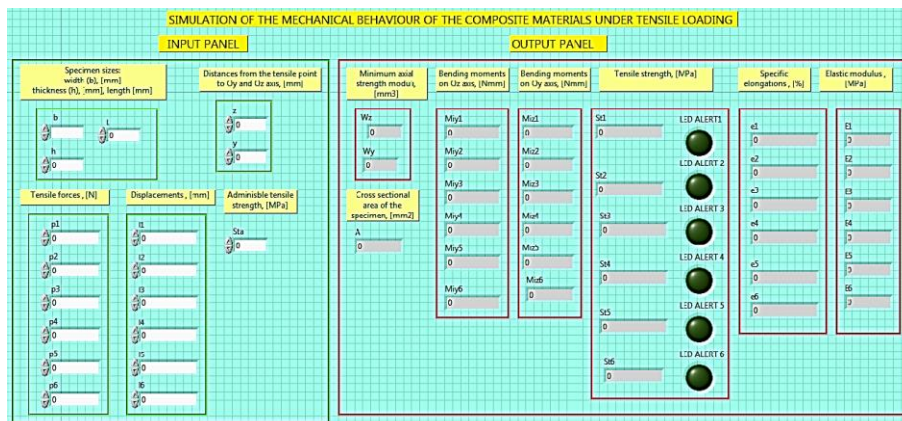 SIMULATION OF THE MECHANICAL BEHAVIOUR OF THE COMPOSITE MATERIALS UNDER TENSILE LOADING
INPUT PANEL
OUTPUT PANEL
Specimen sizes:
width (b), [mm]
thickness (h), [mm], length [mm]
b
0
l
0
h
0
Distances from the tensile point
to Oy and Oz axis, [mm]
z
0
y
0
Tensile forces, [N]
p1
0
p2
0
p3
0
p4
0
p5
0
p6
0
Displacements, [mm]
l1
0
l2
0
l3
0
l4
0
l5
0
l6
0
Adminisble tensile
strength, [MPa]
Sta
0
Minimum axial
strength moduli,
[mm3]
Wz
0
Wy
0
Cross sectional
area of the
specimen, [mm2]
A
0
Bending moments
on Oz axis, [Nmm]
Miy1
0
Miy2
0
Miy3
0
Miy4
0
Miy5
0
Miy6
0
Bending moments
on Oy axis, [Nmm]
Miz1
0
Miz2
0
Miz3
0
Miz4
0
Miz5
0
Miz6
0
Tensile strength, [MPa]
St1
0
LED ALERT1
St2
0
LED ALERT 2
St3
0
LED ALERT 3
St4
0
LED ALERT 4
St5
0
LED ALERT 5
St6
0
LED ALERT 6
Specific
elongations, [%]
e1
0
e2
0
e3
0
e4
0
e5
0
e6
0
Elastic modulus,
[MPa]
E1
0
E2
0
E3
0
E4
0
E5
0
E6
0